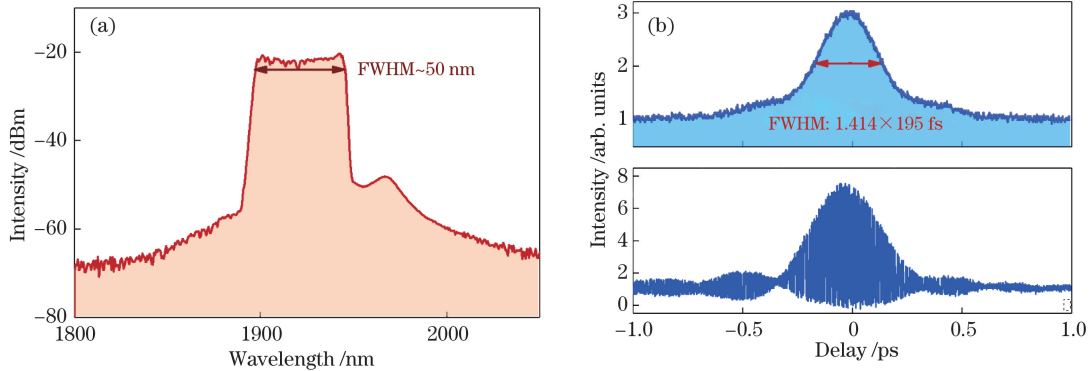 (a)
−20
−40
−60
−80
Intensity /dBm
FWHM~50 nm
1800
1900
2000
Wavelength /nm
(b)
3
2
1
FWHM: 1.414×195 fs
Intensity /arb. units
8
6
4
2
0
−1.0
−0.5
0
0.5
1.0
Delay /ps